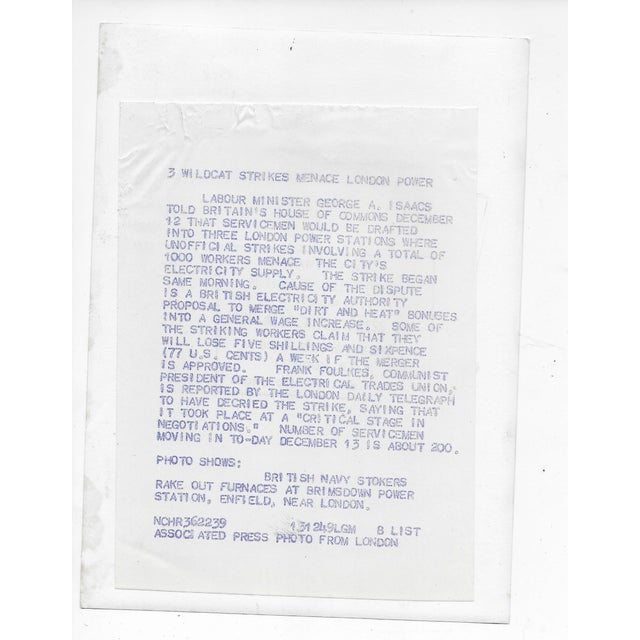 3 WILDCAT STRIKES MENACE LONDON POWER
LABOUR MINISTER GEORGE A. ISAACS
TOLD BRITAIN'S HOUSE OF COMMONS DECEMBER
12 THAT SERVICEMEN WOULD BE DRAFTED
INTO THREE LONDON POWER STATIONS WHERE
UNOFFICIAL STRIKES INVOLVING A TOTAL OF
1000 WORKERS MENACE THE CITY'S
ELECTRICITY SUPPLY. THE STRIKE BEGAN
SAME MORNING. CAUSE OF THE DISPUTE
IS A BRITISH ELECTRICITY AUTHORITY
PROPOSAL TO MERGE "DIRT AND HEAT" BONUSES
INTO A GENERAL WAGE INCREASE. SOME OF
THE STRIKING WORKERS CLAIM THAT THEY
WILL LOSE FIVE SHILLINGS AND SIXPENCE
(77 U.S. CENTS) A WEEK IF THE MERGER
IS APPROVED. FRANK FOULKES, COMMUNIST
PRESIDENT OF THE ELECTRICAL TRADES UNION,
IS REPORTED BY THE LONDON DAILY TELEGRAPH
TO HAVE DECRIED THE STRIKE, SAYING THAT
IT TOOK PLACE AT A "CRITICAL STAGE IN
NEGOTIATIONS." NUMBER OF SERVICEMEN
MOVING IN TO-DAY DECEMBER 13 IS ABOUT 200.
PHOTO SHOWS:
BRITISH NAVY STOKERS
RAKE OUT FURNACES AT BRIMSDOWN POWER
STATION, ENFIELD, NEAR LONDON.
NCHR362239 131249LGM 8 LIST
ASSOCIATED PRESS PHOTO FROM LONDON